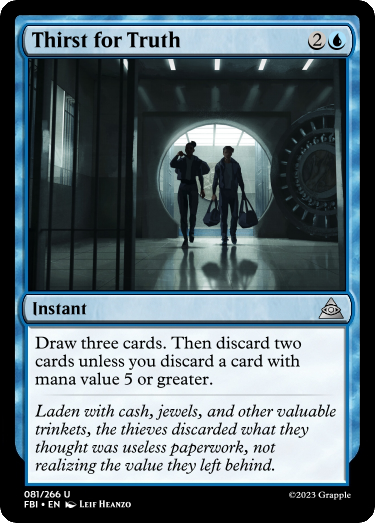 Thirst for Truth 2
Instant
Draw three cards. Then discard two
cards unless you discard a card with
mana value 5 or greater.
Laden with cash, jewels, and other valuable
trinkets, the thieves discarded what they
thought was useless paperwork, not
realizing the value they left behind.
081/266 U
FBI • EN Leif Heanzo
©2023 Grapple